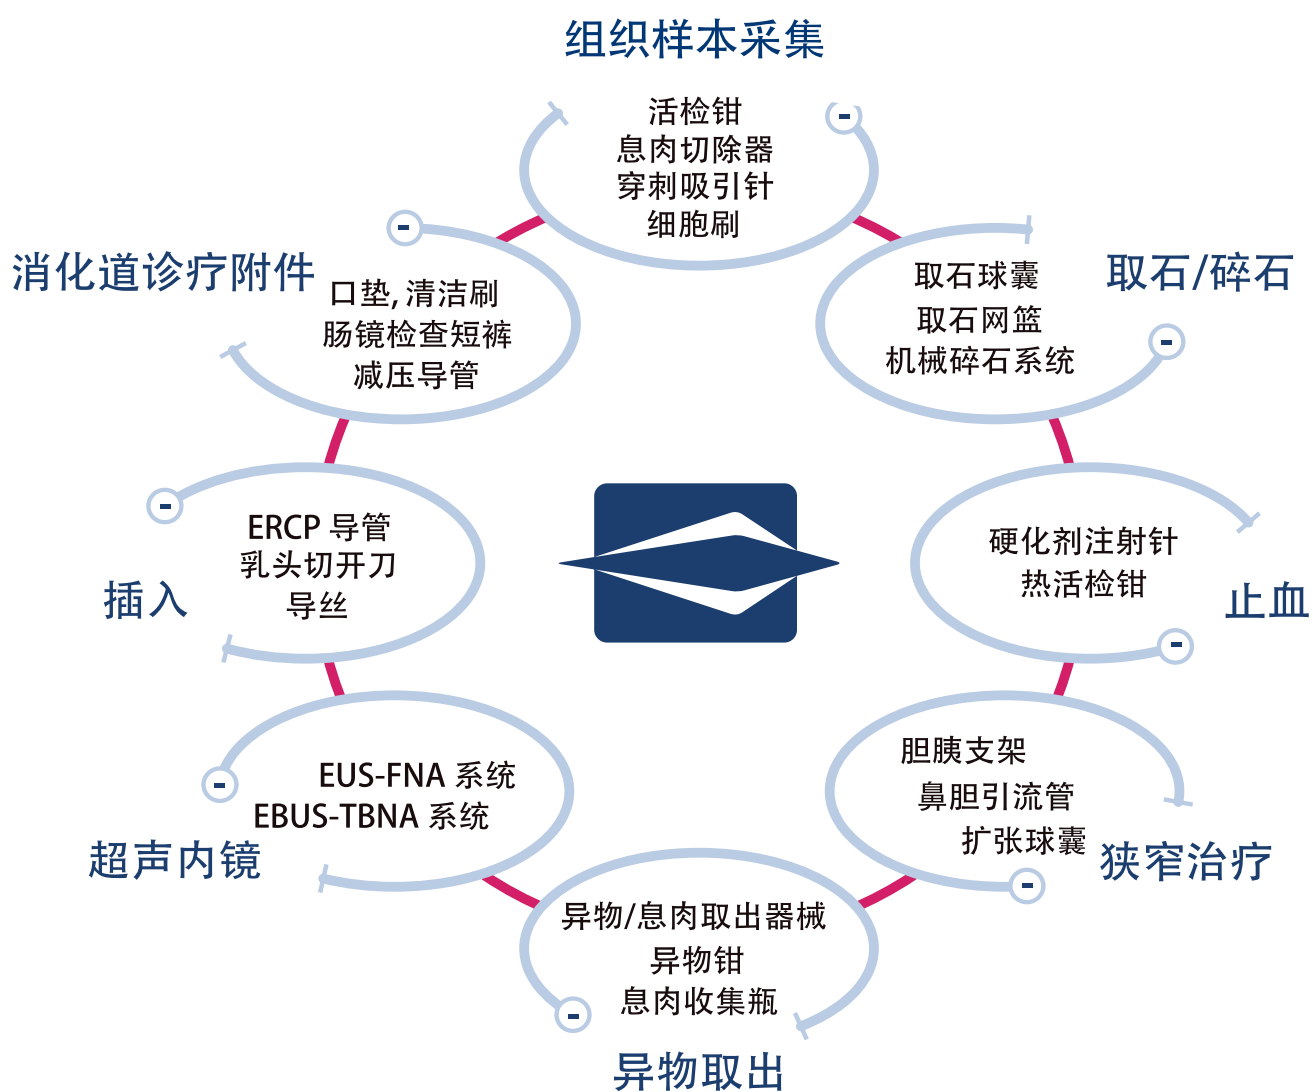 组织样本采集
活检钳
息肉切除器
穿刺吸引针
细胞刷
取石/碎石
取石球囊
取石网篮
机械碎石系统
止血
硬化剂注射针
热活检钳
狭窄治疗
胆胰支架
鼻胆引流管
扩张球囊
异物取出
异物/息肉取出器械
异物钳
息肉收集瓶
超声内镜
EUS-FNA 系统
EBUS-TBNA 系统
插入
ERCP 导管
乳头切开刀
导丝
消化道诊疗附件
口垫,清洁刷
肠镜检查短裤
减压导管